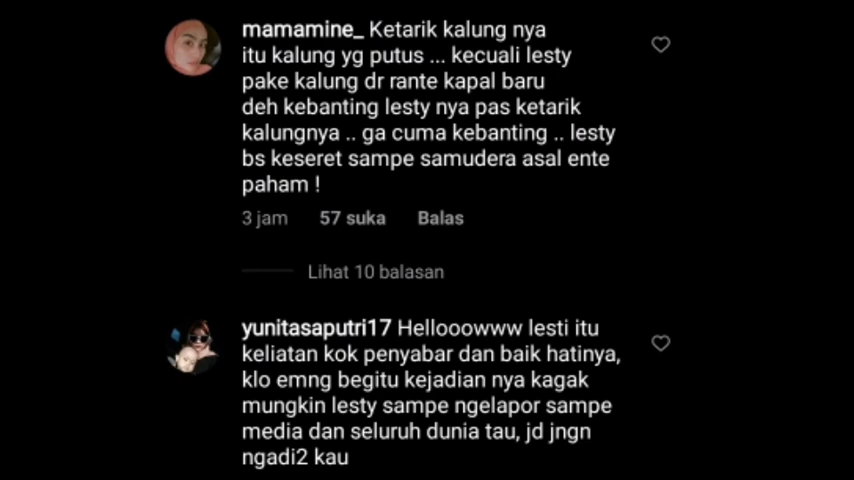 mamamine_ Ketarik kalung nya
itu kalung yg putus ... kecuali lesty
pake kalung dr rante kapal baru
deh kebanting lesty nya pas ketarik
kalungnya .. ga cuma kebanting .. lesty
bs keseret sampe samudera asal ente
paham !
3 jam 57 suka Balas
Lihat 10 balasan
yunitasaputri17 Hellooowww lesti itu
keliatan kok penyabar dan baik hatinya,
klo emng begitu kejadian nya kagak
mungkin lesty sampe ngelapor sampe
media dan seluruh dunia tau, jd jngn
ngadi2 kau